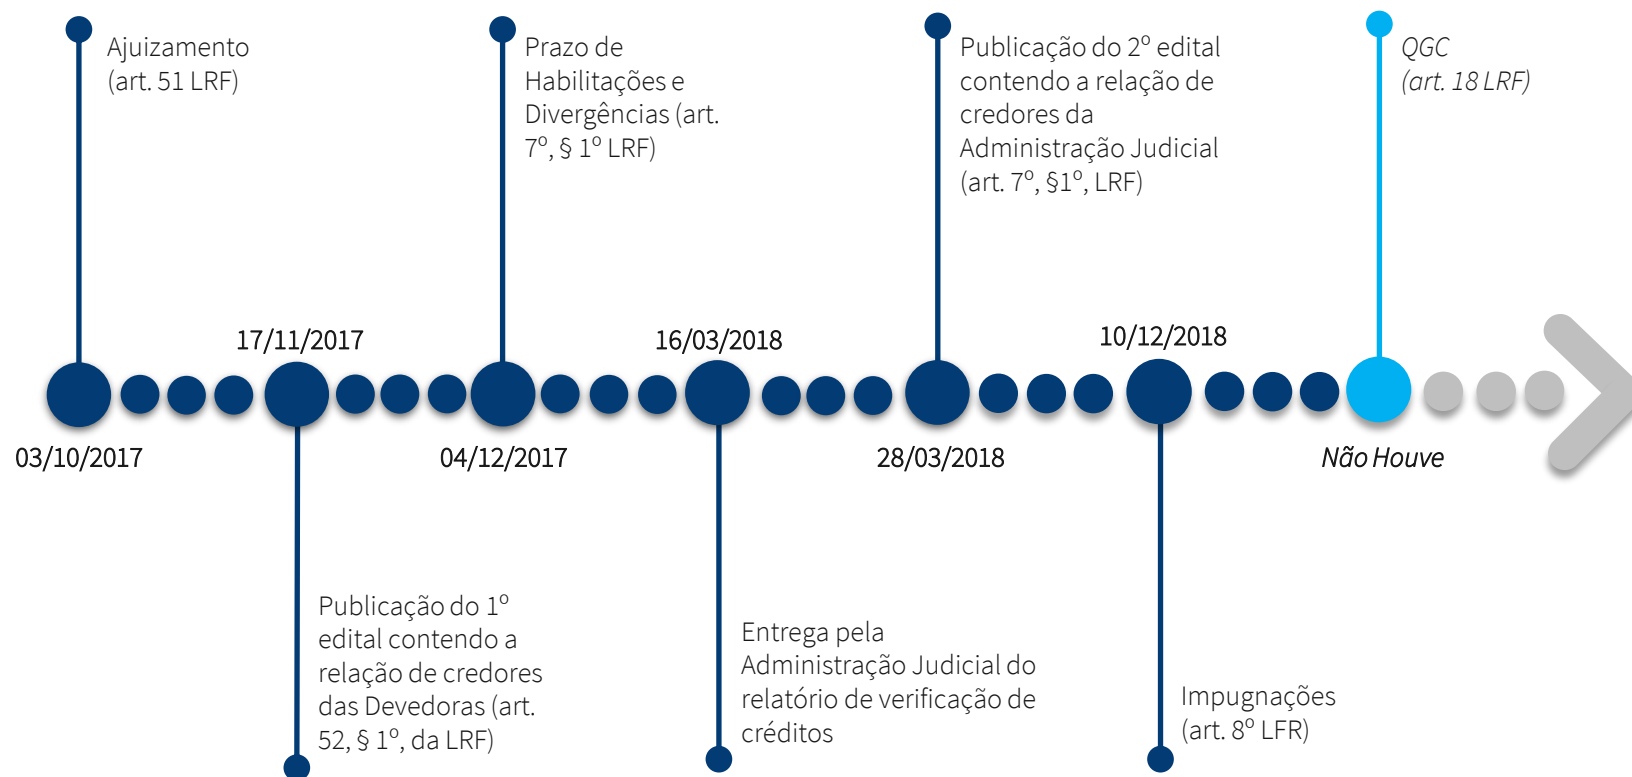 Ajuizamento
(art. 51 LRF)
03/10/2017
17/11/2017
Publicação do 1º
edital contendo a
relação de credores
das Devedoras (art.
52, § 1º, da LRF)
Prazo de
Habilitações e
Divergências (art.
7º, § 1º LRF)
04/12/2017
16/03/2018
Entrega pela
Administração Judicial do
relatório de verificação de
créditos
Publicação do 2º edital
contendo a relação de
credores da
Administração Judicial
(art. 7º, §1º, LRF)
28/03/2018
10/12/2018
Impugnações
(art. 8º LFR)
QGC
(art. 18 LRF)
Não Houve